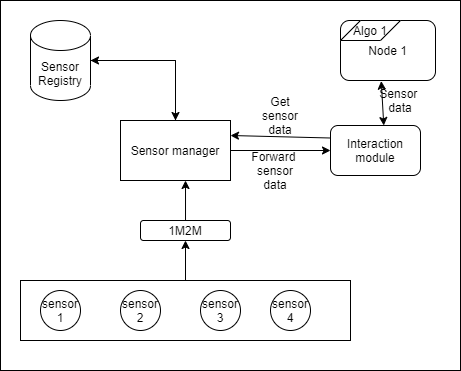 Algo 1
Node 1
Sensor
Registry
Sensor
data
Get
sensor
data
Sensor manager
Interaction
module
Forward
sensor
data
1M2M
sensor
1
sensor
2
sensor
3
sensor
4